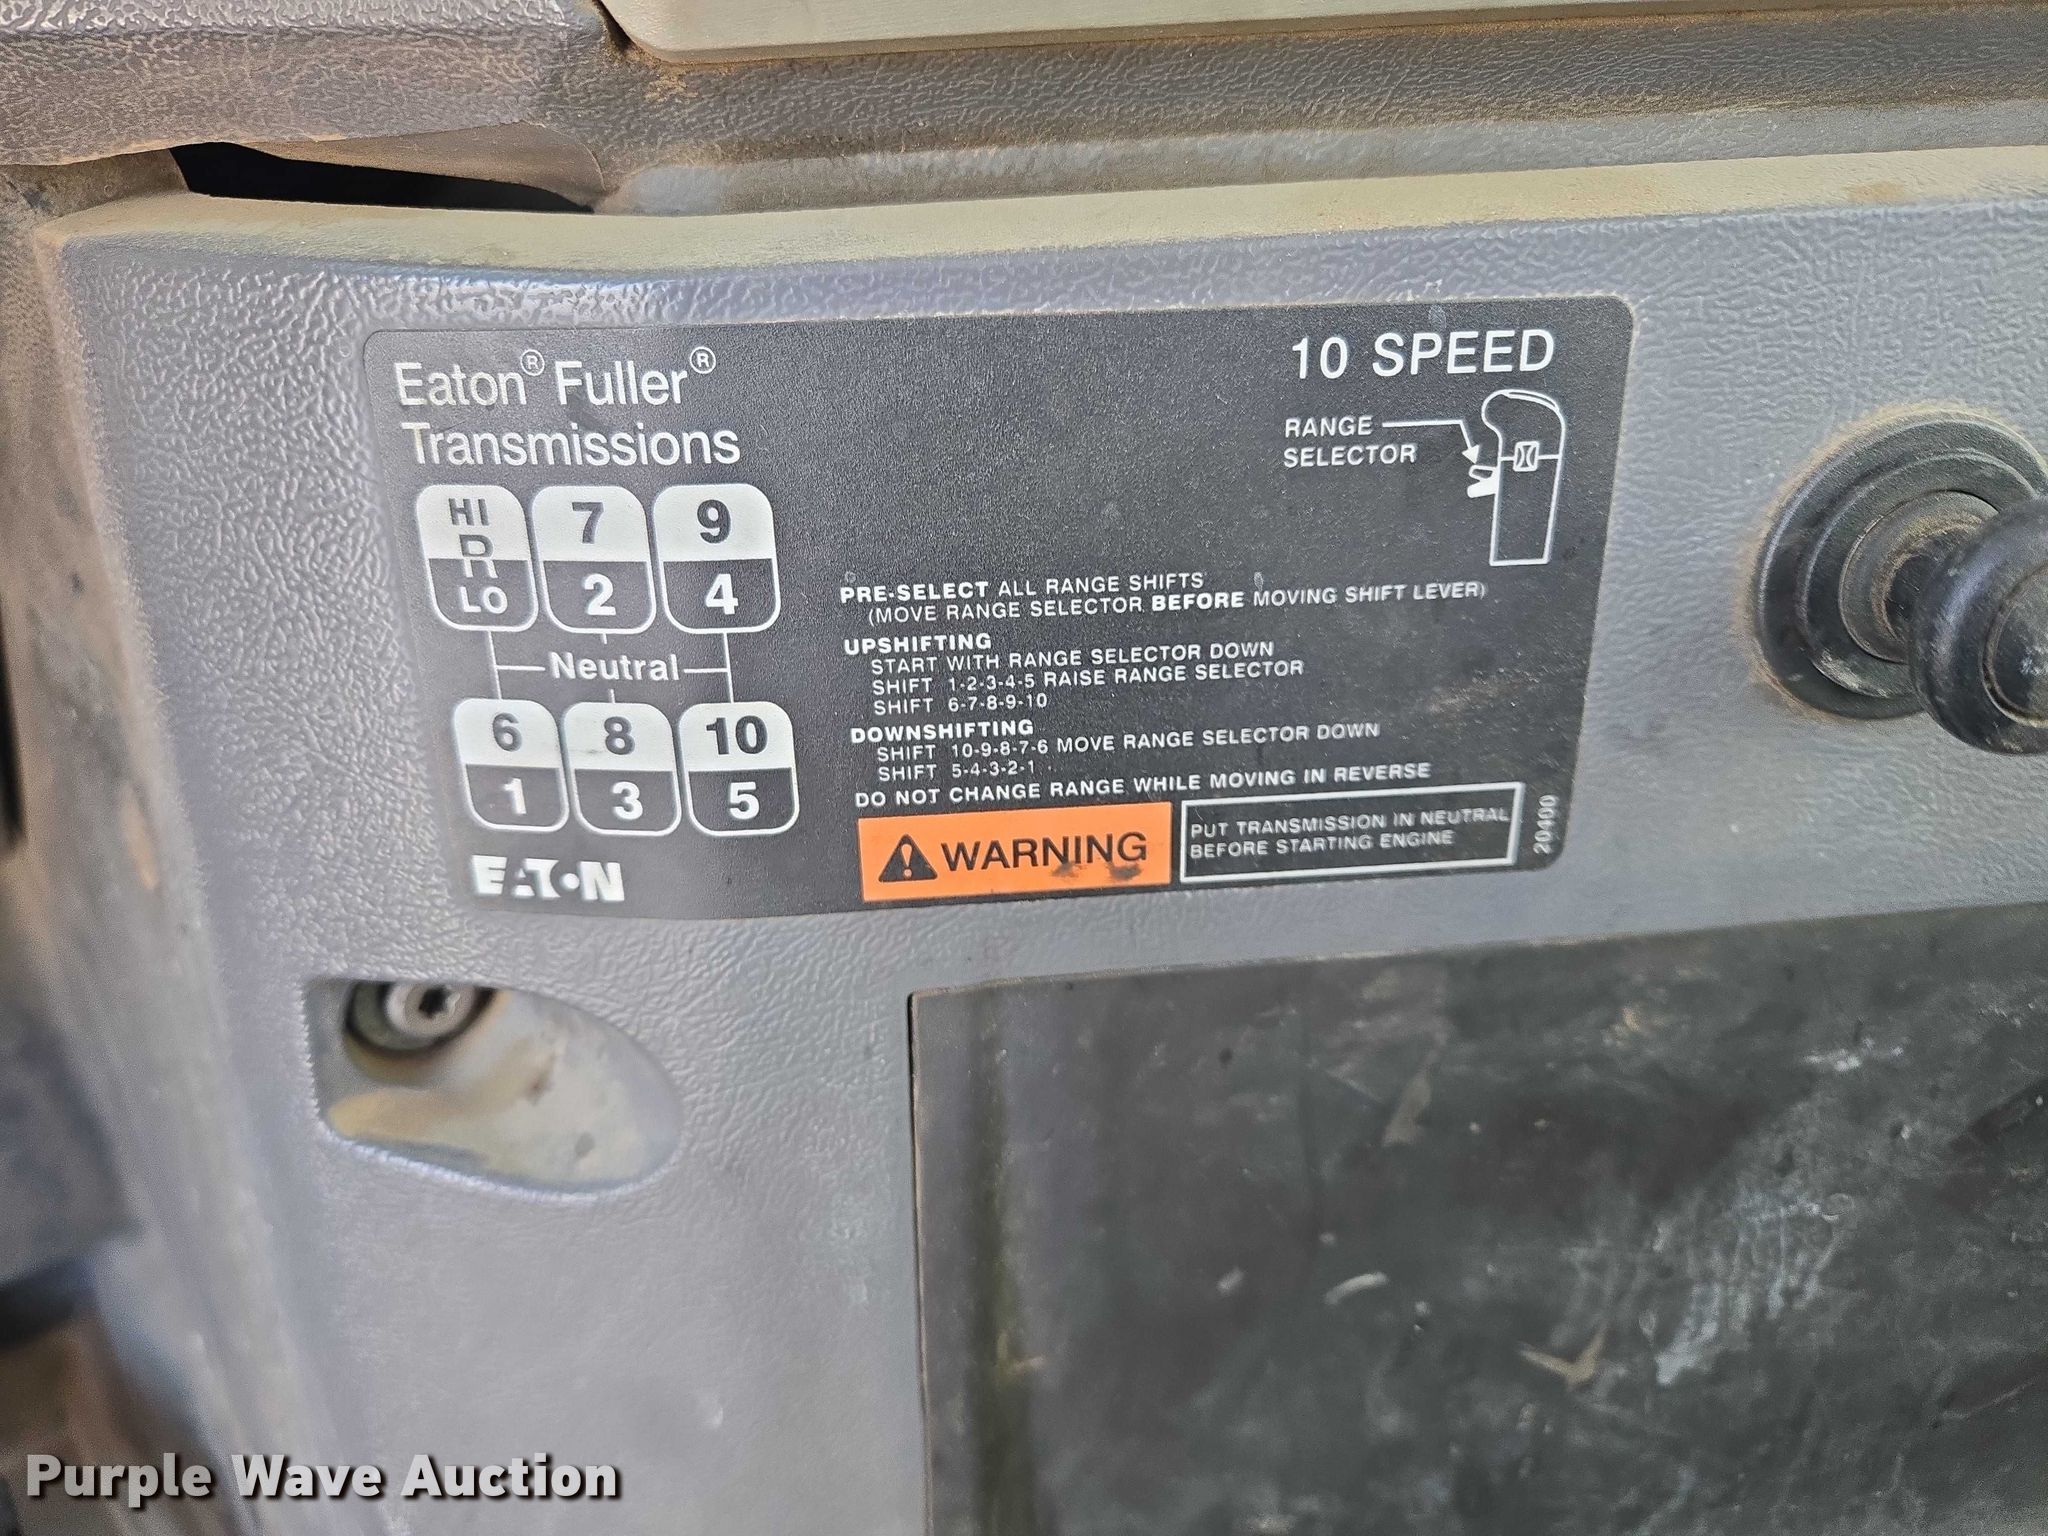 Eaton® Fuller®
Transmissions
10 SPEED
RANGE
SELECTOR
HI
R
LO
7
2
9
4
Neutral
6
1
8
3
10
5
PRE-SELECT ALL RANGE SHIFTS
(MOVE RANGE SELECTOR BEFORE MOVING SHIFT LEVER)
UPSHIFTING
START WITH RANGE SELECTOR DOWN
SHIFT 1-2-3-4-5 RAISE RANGE SELECTOR
SHIFT 6-7-8-9-10
DOWNSHIFTING
SHIFT 10-9-8-7-6 MOVE RANGE SELECTOR DOWN
SHIFT 5-4-3-2-1
DO NOT CHANGE RANGE WHILE MOVING IN REVERSE
WARNING
PUT TRANSMISSION IN NEUTRAL
BEFORE STARTING ENGINE
20400
EATON
Purple Wave Auction